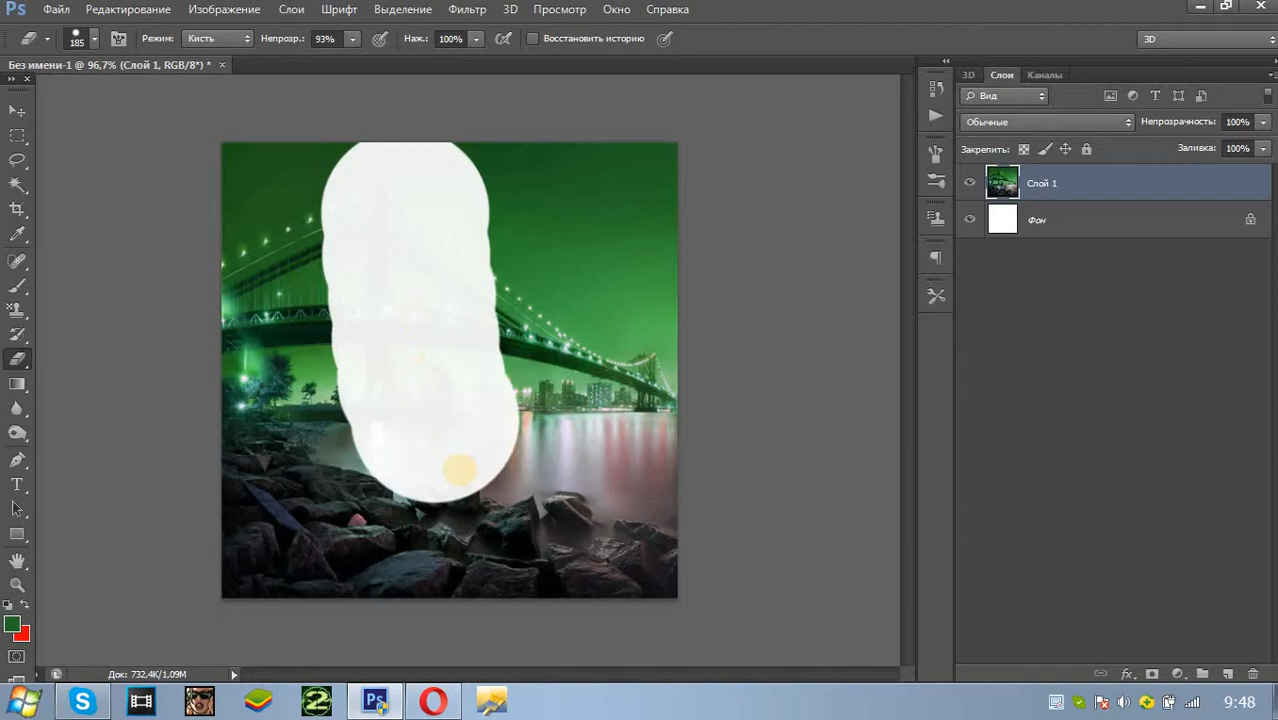 Ps Файл Редактирование Изображение Слои Шрифт Выделение Фильтр 3D Просмотр Окно Справка
185 Режим: Кисть Непрозр.: 93% Наж.: 100% Восстановить историю 3D
Без имени-1 @ 96,7% (Слой 1, RGB/8*) * ×
3D Слои Каналы
Вид
Обычные Непрозрачность: 100%
Закрепить: Заливка: 100%
Слой 1
Фон
Док: 732,4K/1,09M
Ps 9:48